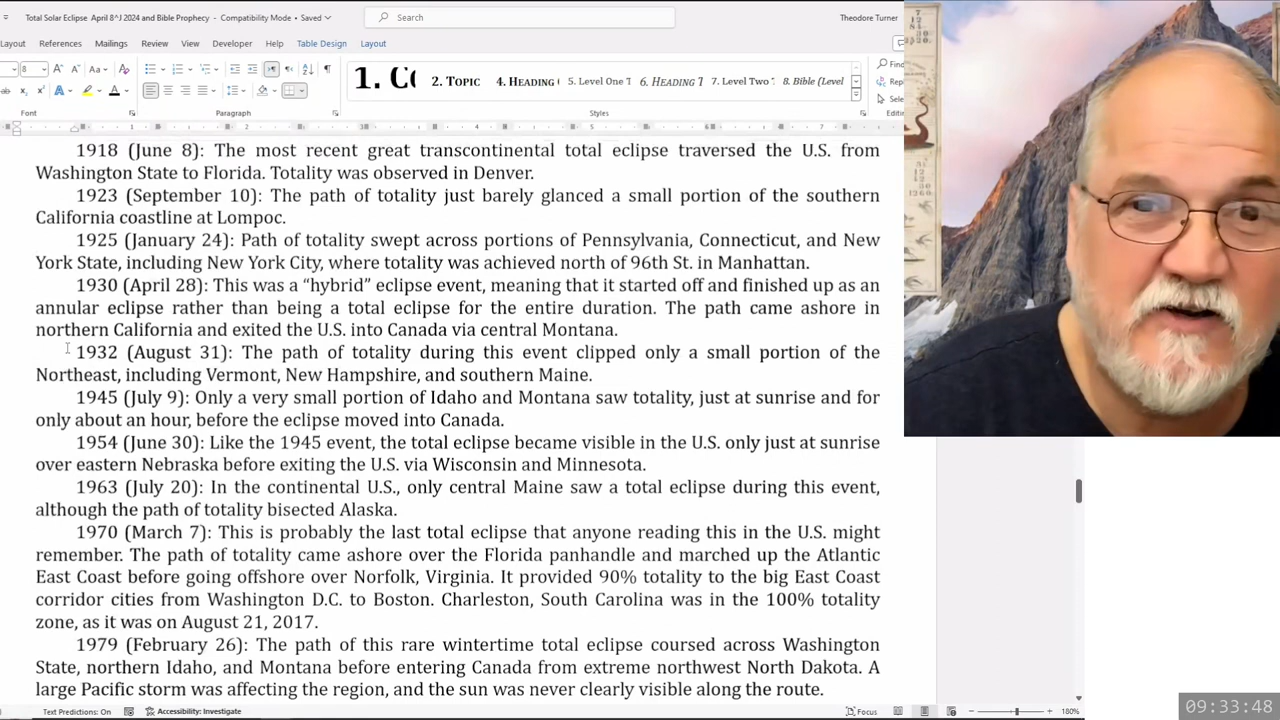 Total Solar Eclipse April 8^J 2024 and Bible Prophecy - Compatibility Mode • Saved
Search
Theodore Turner
Layout References Mailings Review View Developer Help Table Design Layout
8 Aa
1. Co 2. TOPIC 4. HEADING 5. Level One 6. HEADING 7. Level Two 8. Bible (Level
Find
Rep
Selec
Font Paragraph Styles Editin
1918 (June 8): The most recent great transcontinental total eclipse traversed the U.S. from
Washington State to Florida. Totality was observed in Denver.
1923 (September 10): The path of totality just barely glanced a small portion of the southern
California coastline at Lompoc.
1925 (January 24): Path of totality swept across portions of Pennsylvania, Connecticut, and New
York State, including New York City, where totality was achieved north of 96th St. in Manhattan.
1930 (April 28): This was a “hybrid” eclipse event, meaning that it started off and finished up as an
annular eclipse rather than being a total eclipse for the entire duration. The path came ashore in
northern California and exited the U.S. into Canada via central Montana.
1932 (August 31): The path of totality during this event clipped only a small portion of the
Northeast, including Vermont, New Hampshire, and southern Maine.
1945 (July 9): Only a very small portion of Idaho and Montana saw totality, just at sunrise and for
only about an hour, before the eclipse moved into Canada.
1954 (June 30): Like the 1945 event, the total eclipse became visible in the U.S. only just at sunrise
over eastern Nebraska before exiting the U.S. via Wisconsin and Minnesota.
1963 (July 20): In the continental U.S., only central Maine saw a total eclipse during this event,
although the path of totality bisected Alaska.
1970 (March 7): This is probably the last total eclipse that anyone reading this in the U.S. might
remember. The path of totality came ashore over the Florida panhandle and marched up the Atlantic
East Coast before going offshore over Norfolk, Virginia. It provided 90% totality to the big East Coast
corridor cities from Washington D.C. to Boston. Charleston, South Carolina was in the 100% totality
zone, as it was on August 21, 2017.
1979 (February 26): The path of this rare wintertime total eclipse coursed across Washington
State, northern Idaho, and Montana before entering Canada from extreme northwest North Dakota. A
large Pacific storm was affecting the region, and the sun was never clearly visible along the route.
Text Predictions: On Accessibility: Investigate Focus 180%
09:33:48